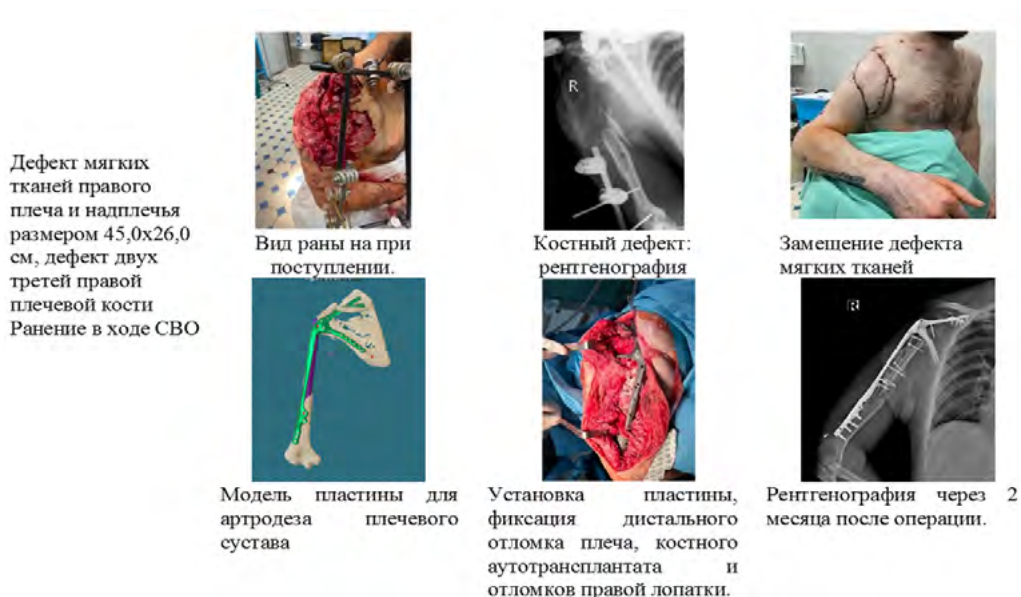 Дефект мягких
тканей правого
плеча и надплечья
размером 45,0х26,0
см, дефект двух
третей правой
плечевой кости
Ранение в ходе СВО
R
Вид раны на при
поступлении.
Костный дефект:
рентгенография
Замещение дефекта
мягких тканей
R
Модель пластины для
артродеза плечевого
сустава
Установка пластины,
фиксация дистального
отломка плеча, костного
аутотрансплантата и
отломков правой лопатки.
Рентгенография через 2
месяца после операции.